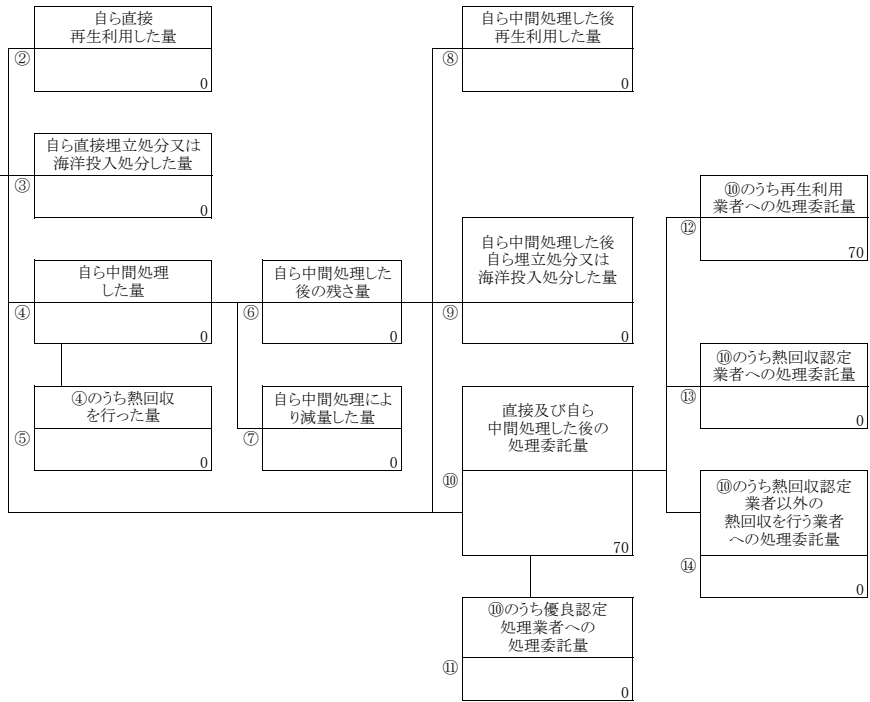 自ら直接
再生利用した量
②
0
自ら直接埋立処分又は
海洋投入処分した量
③
0
自ら中間処理
した量
④
0
④のうち熱回収
を行った量
⑤
0
自ら中間処理した
後の残さ量
⑥
0
自ら中間処理によ
り減量した量
⑦
0
自ら中間処理した後
再生利用した量
⑧
0
自ら中間処理した後
自ら埋立処分又は
海洋投入処分した量
⑨
0
直接及び自ら
中間処理した後の
処理委託量
⑩
70
⑩のうち優良認定
処理業者への
処理委託量
⑪
0
⑩のうち再生利用
業者への処理委託量
⑫
70
⑩のうち熱回収認定
業者への処理委託量
⑬
0
⑩のうち熱回収認定
業者以外の
熱回収を行う業者
への処理委託量
⑭
0